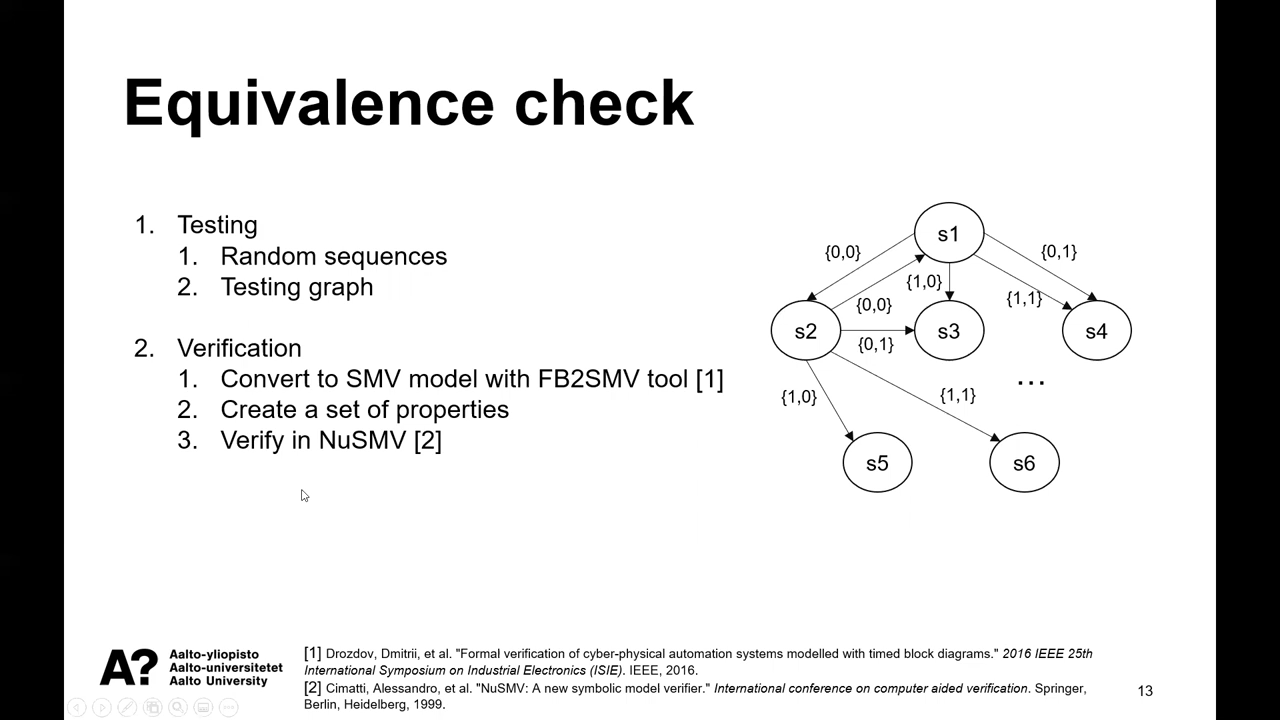 Equivalence check
1. Testing
1. Random sequences
2. Testing graph
2. Verification
1. Convert to SMV model with FB2SMV tool [1]
2. Create a set of properties
3. Verify in NuSMV [2]
s1
{0,0}
{0,1}
{1,0}
{1,1}
{0,0}
s2
s3
s4
{0,1}
...
{1,0}
{1,1}
s5
s6
A?
Aalto-yliopisto
Aalto-universitetet
Aalto University
[1] Drozdov, Dmitrii, et al. "Formal verification of cyber-physical automation systems modelled with timed block diagrams." 2016 IEEE 25th
International Symposium on Industrial Electronics (ISIE). IEEE, 2016.
[2] Cimatti, Alessandro, et al. "NuSMV: A new symbolic model verifier." International conference on computer aided verification. Springer,
Berlin, Heidelberg, 1999.
13